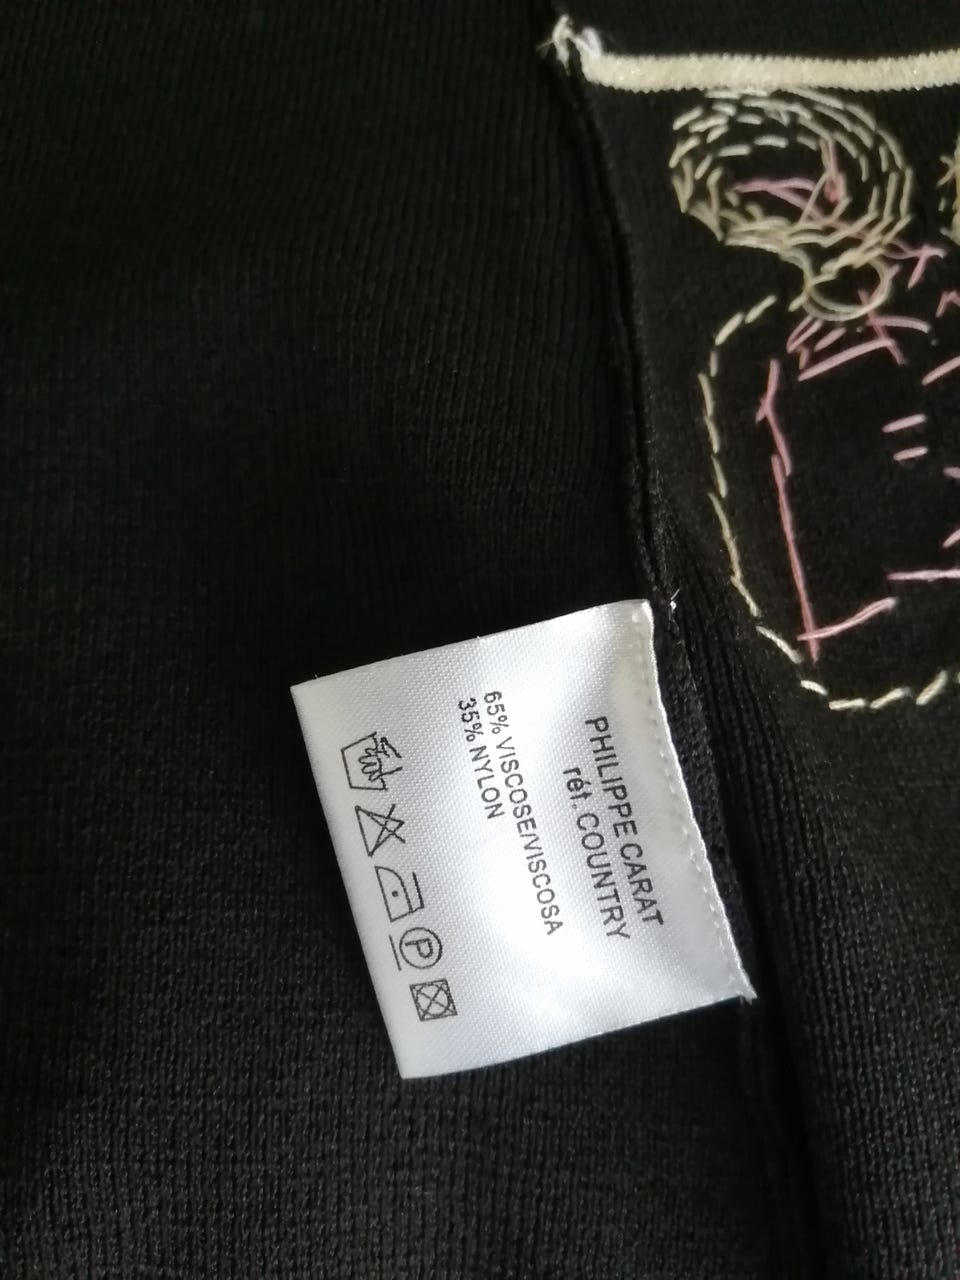 PHILIPPE CARAT
réf. COUNTRY
65% VISCOSE/VISCOSA
35% NYLON
P